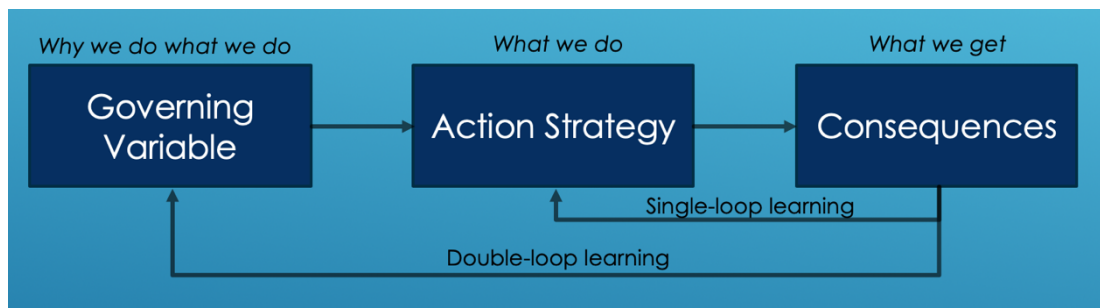 Why we do what we do
What we do
What we get
Governing
Variable
Action Strategy
Consequences
Single-loop learning
Double-loop learning